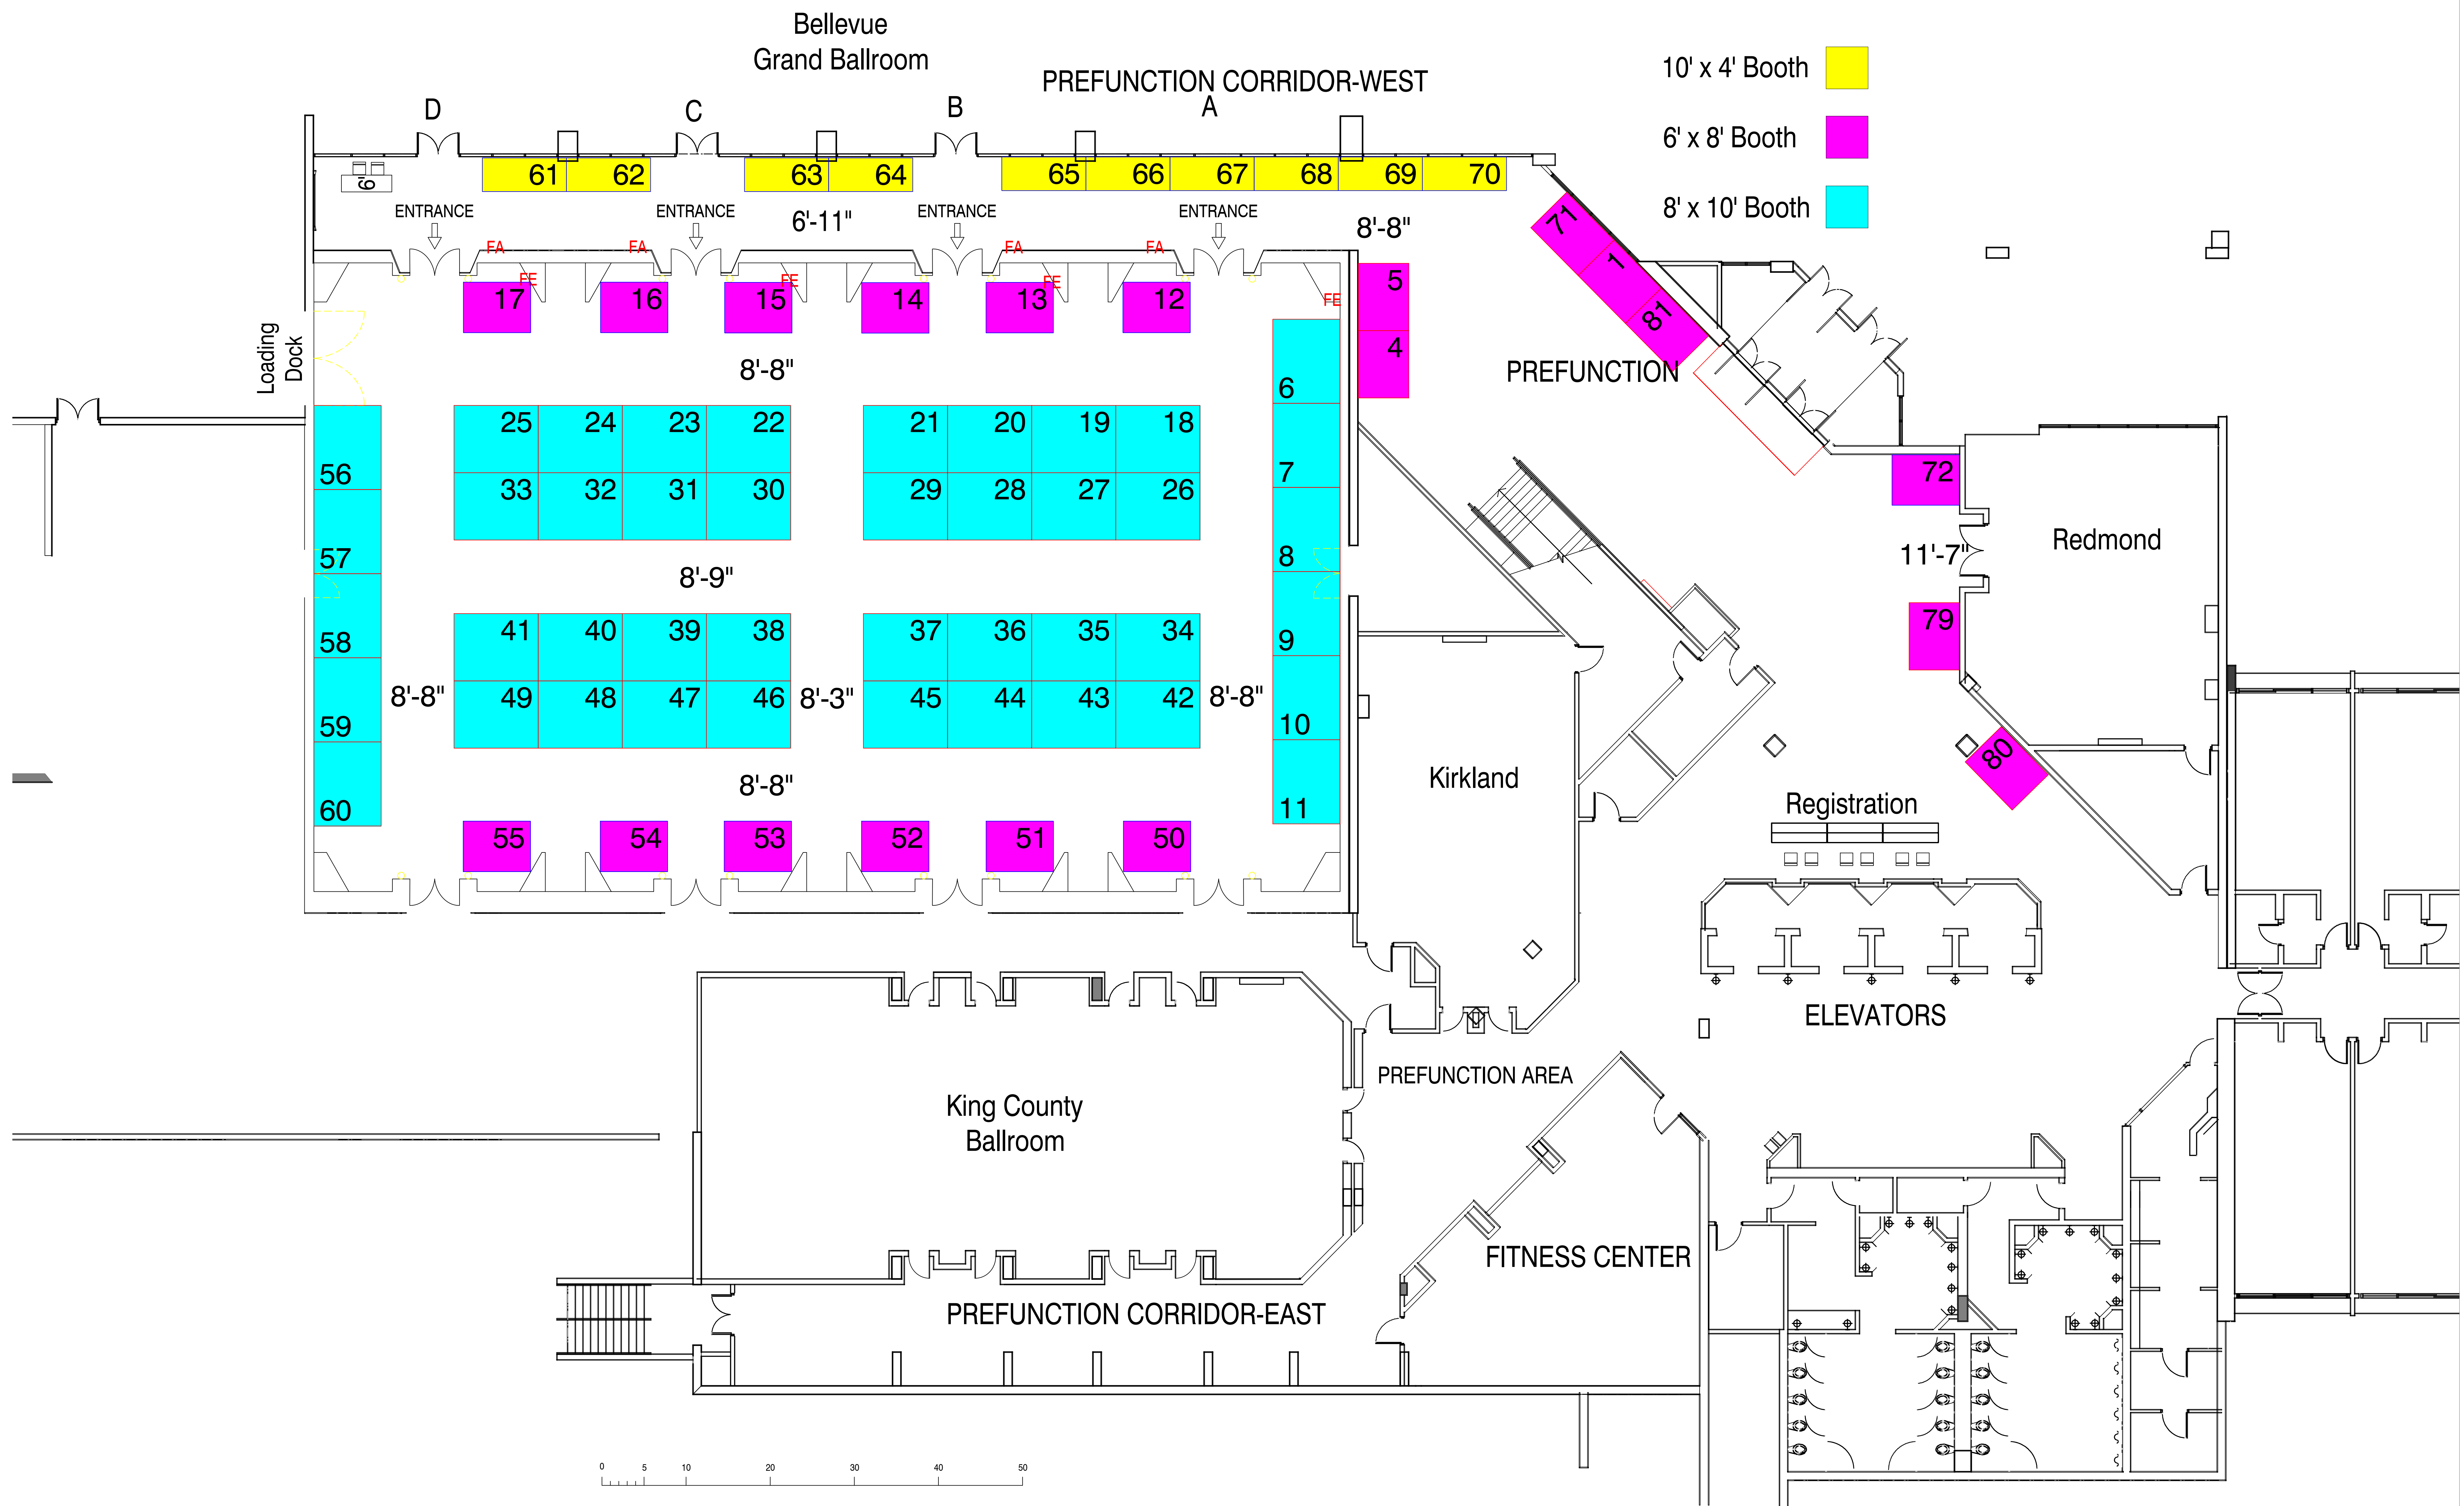 Bellevue
Grand Ballroom
PREFUNCTION CORRIDOR-WEST
10' x 4' Booth
6' x 8' Booth
8' x 10' Booth
D
C
B
A
6'
61
62
63
64
65
66
67
68
69
70
ENTRANCE
ENTRANCE
ENTRANCE
ENTRANCE
6'-11"
8'-8"
71
1
81
FA
FA
FA
FA
FE
FE
FE
FE
17
16
15
14
13
12
5
4
Loading
Dock
8'-8"
PREFUNCTION
6
7
8
9
10
11
56
57
58
59
60
25
24
23
22
21
20
19
18
33
32
31
30
29
28
27
26
8'-9"
41
40
39
38
37
36
35
34
8'-8"
49
48
47
46
8'-3"
45
44
43
42
8'-8"
8'-8"
55
54
53
52
51
50
72
11'-7"
Redmond
79
80
Kirkland
Registration
ELEVATORS
PREFUNCTION AREA
King County
Ballroom
FITNESS CENTER
PREFUNCTION CORRIDOR-EAST
0
5
10
20
30
40
50